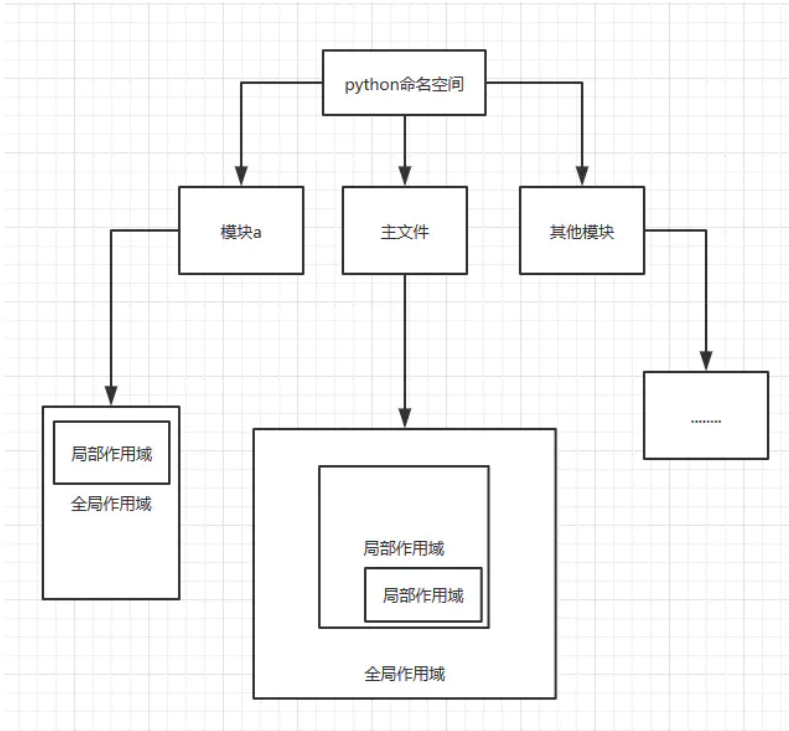 python命名空间
模块a
主文件
其他模块
局部作用域
全局作用域
........
局部作用域
局部作用域
全局作用域